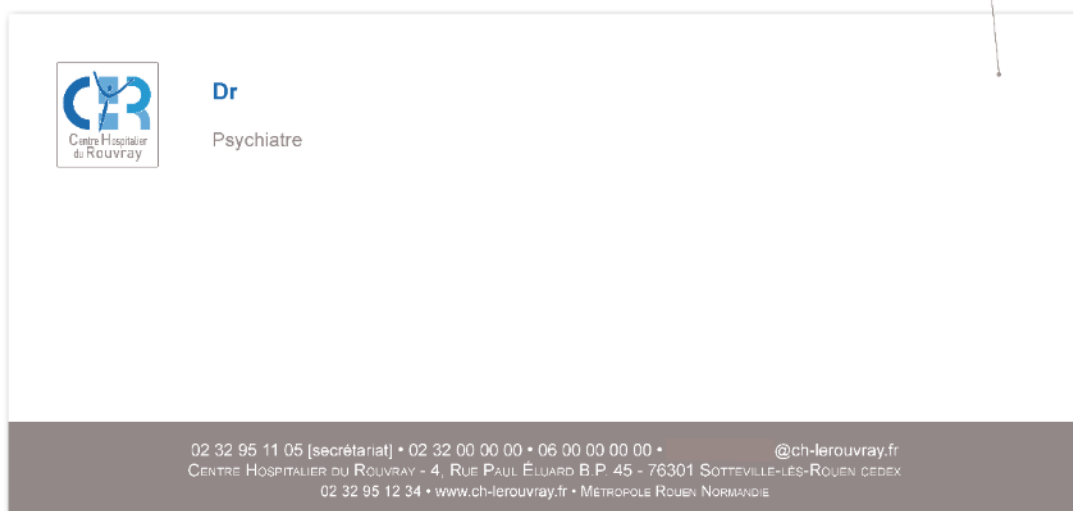 CHR
Centre Hospitalier
du Rouvray
Dr
Psychiatre
02 32 95 11 05 [secrétariat] • 02 32 00 00 00 • 06 00 00 00 00 • @ch-lerouvray.fr
Centre Hospitalier du Rouvray - 4, Rue Paul Éluard B.P. 45 - 76301 Sotteville-lès-Rouen cedex
02 32 95 12 34 • www.ch-lerouvray.fr • Métropole Rouen Normandie